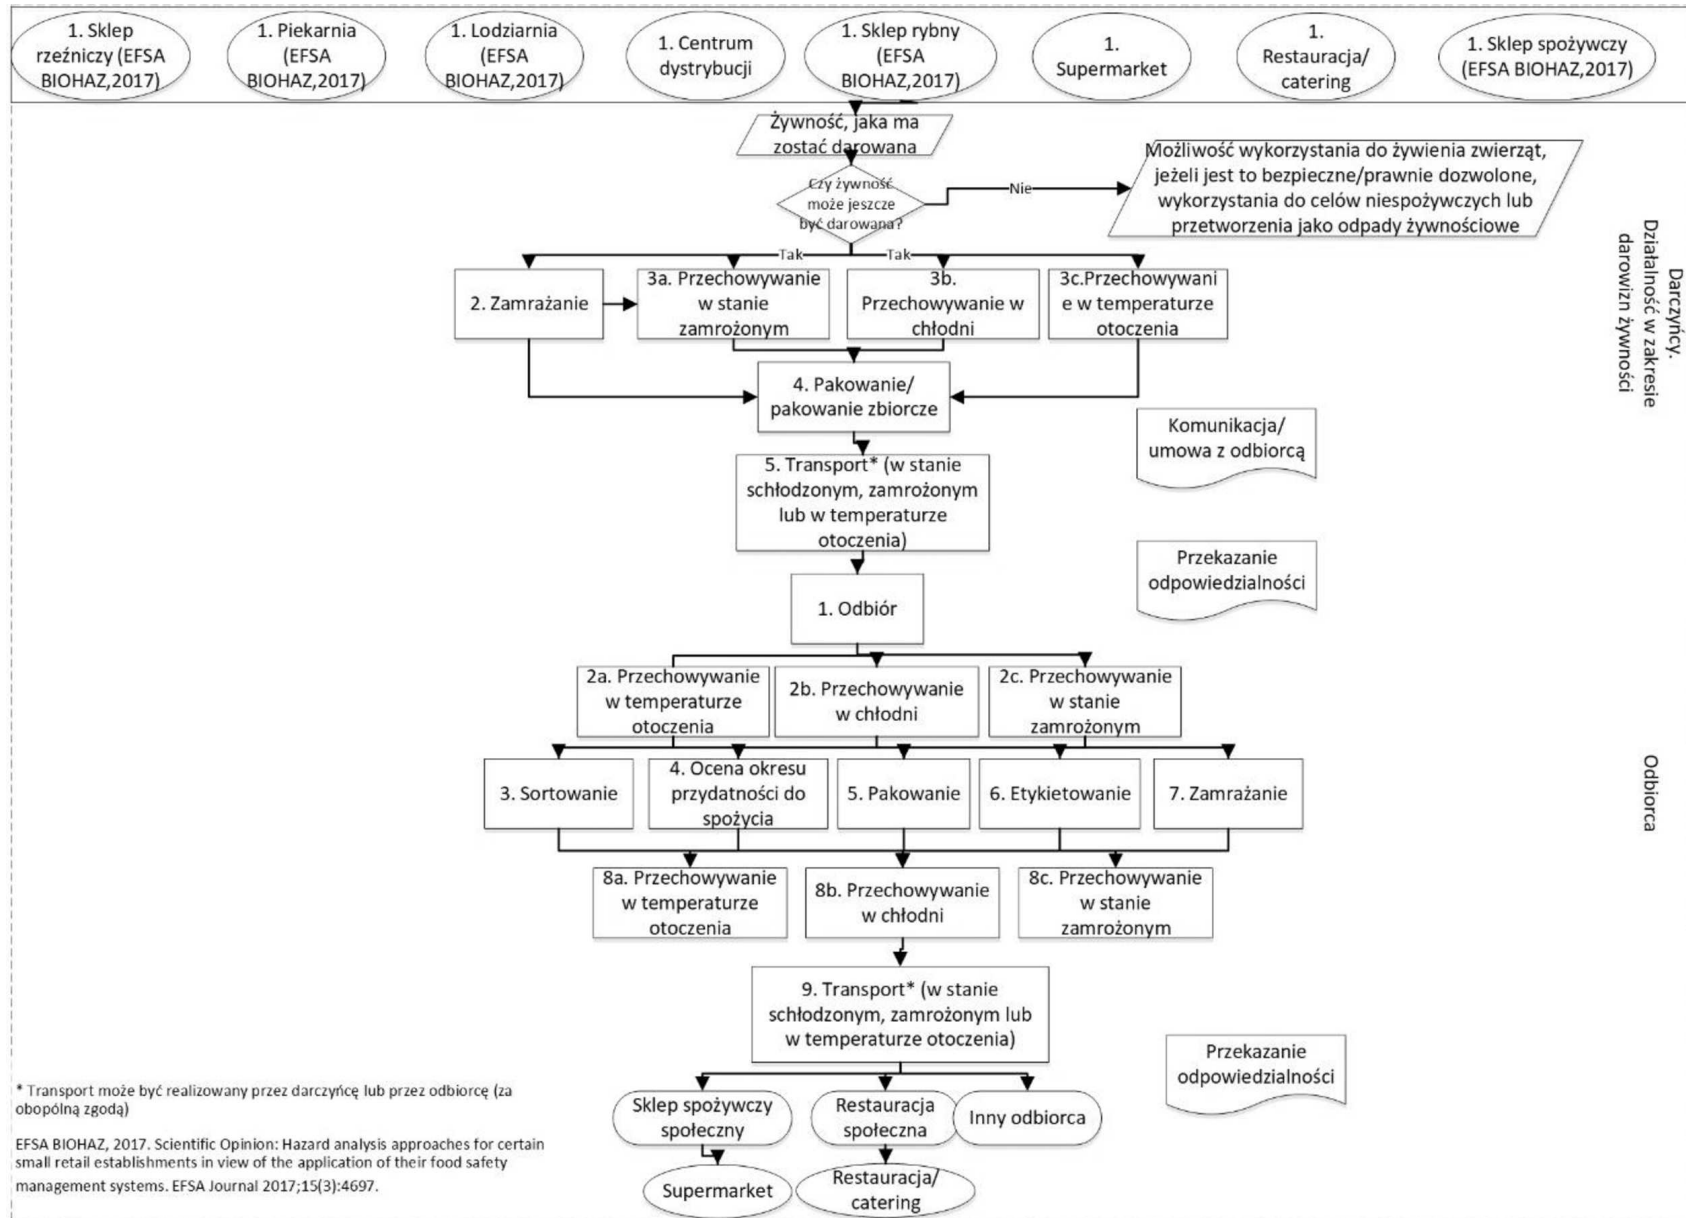 1. Sklep
rzeźniczy (EFSA
BIOHAZ,2017)
1. Piekarnia
(EFSA
BIOHAZ,2017)
1. Lodziarnia
(EFSA
BIOHAZ,2017)
1. Centrum
dystrybucji
1. Sklep rybny
(EFSA
BIOHAZ,2017)
1.
Supermarket
1.
Restauracja/
catering
1. Sklep spożywczy
(EFSA BIOHAZ,2017)
Żywność, jaka ma
zostać darowana
Czy żywność
może jeszcze
być darowana?
Nie
Możliwość wykorzystania do żywienia zwierząt,
jeżeli jest to bezpieczne/prawnie dozwolone,
wykorzystania do celów niespożywczych lub
przetworzenia jako odpady żywnościowe
Tak
Tak
2. Zamrażanie
3a. Przechowywanie
w stanie
zamrożonym
3b.
Przechowywanie w
chłodni
3c.Przechowywani
e w temperaturze
otoczenia
Darczyńcy.
Działalność w zakresie
darowizn żywności
4. Pakowanie/
pakowanie zbiorcze
Komunikacja/
umowa z odbiorcą
5. Transport* (w stanie
schłodzonym, zamrożonym
lub w temperaturze
otoczenia)
Przekazanie
odpowiedzialności
1. Odbiór
2a. Przechowywanie
w temperaturze
otoczenia
2b. Przechowywanie
w chłodni
2c. Przechowywanie
w stanie
zamrożonym
3. Sortowanie
4. Ocena okresu
przydatności do
spożycia
5. Pakowanie
6. Etykietowanie
7. Zamrażanie
Odbiorca
8a. Przechowywanie
w temperaturze
otoczenia
8b. Przechowywanie
w chłodni
8c. Przechowywanie
w stanie
zamrożonym
9. Transport* (w stanie
schłodzonym, zamrożonym lub
w temperaturze otoczenia)
Przekazanie
odpowiedzialności
Sklep spożywczy
społeczny
Restauracja
społeczna
Inny odbiorca
Supermarket
Restauracja/
catering
* Transport może być realizowany przez darczyńcę lub przez odbiorcę (za
obopólną zgodą)
EFSA BIOHAZ, 2017. Scientific Opinion: Hazard analysis approaches for certain
small retail establishments in view of the application of their food safety
management systems. EFSA Journal 2017;15(3):4697.